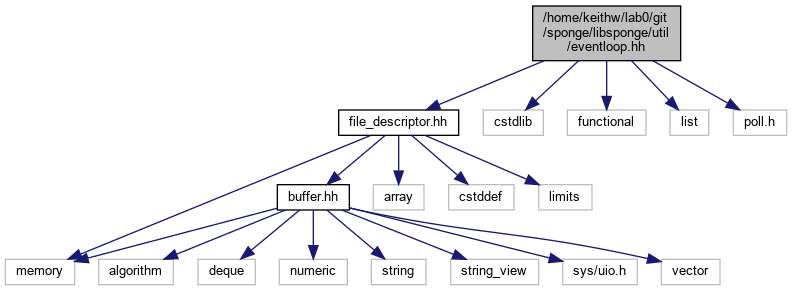 /home/keithw/lab0/git
/sponge/libsponge/util
/eventloop.hh
file_descriptor.hh
cstdlib
functional
list
poll.h
buffer.hh
array
cstddef
limits
memory
algorithm
deque
numeric
string
string_view
sys/uio.h
vector